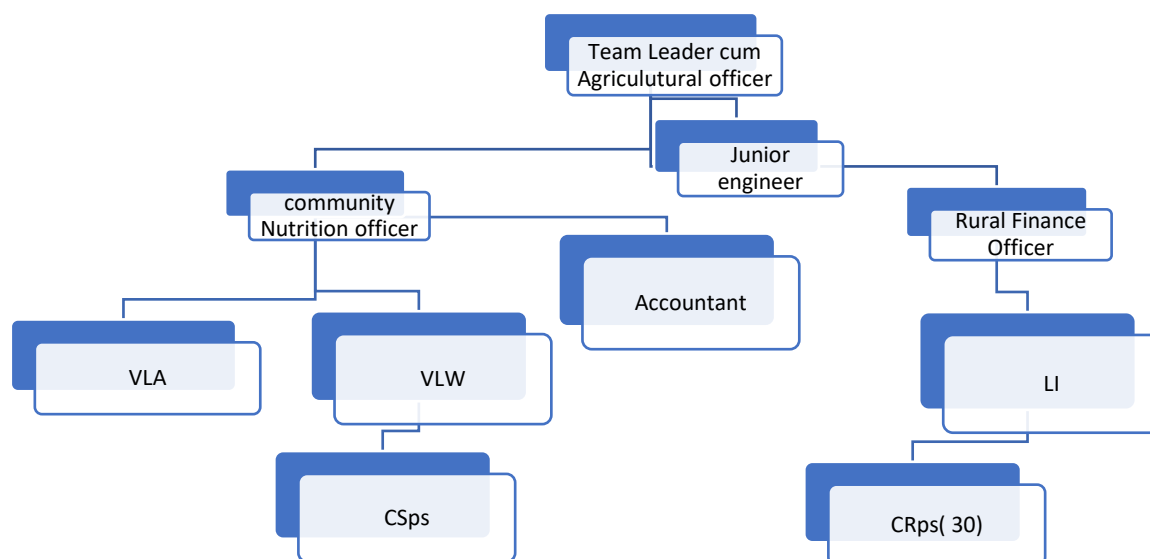 Team Leader cum
Agriculutural officer
Junior
engineer
community
Nutrition officer
Rural Finance
Officer
Accountant
VLA
VLW
LI
CSps
CRps( 30)